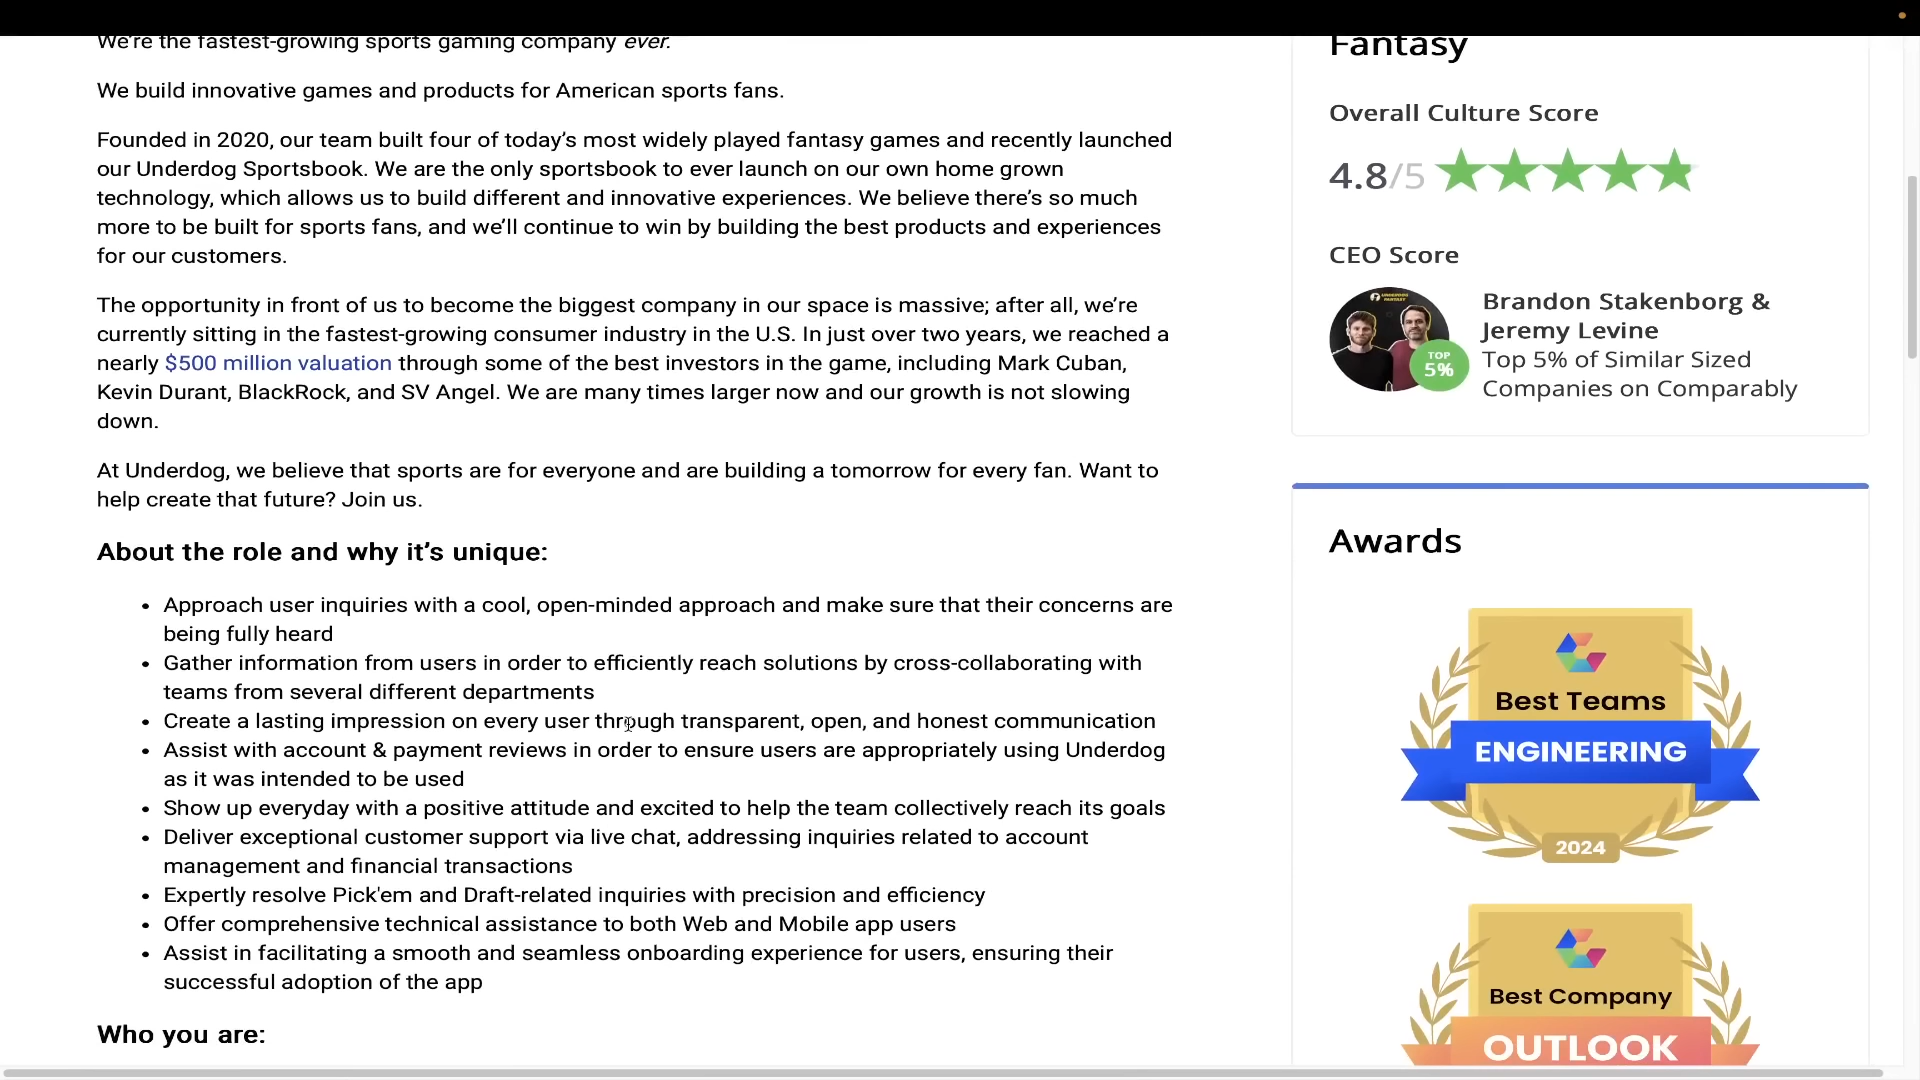 We're the fastest-growing sports gaming company ever.
We build innovative games and products for American sports fans.
Founded in 2020, our team built four of today's most widely played fantasy games and recently launched
our Underdog Sportsbook. We are the only sportsbook to ever launch on our own home grown
technology, which allows us to build different and innovative experiences. We believe there's so much
more to be built for sports fans, and we'll continue to win by building the best products and experiences
for our customers.
The opportunity in front of us to become the biggest company in our space is massive; after all, we're
currently sitting in the fastest-growing consumer industry in the U.S. In just over two years, we reached a
nearly $500 million valuation through some of the best investors in the game, including Mark Cuban,
Kevin Durant, BlackRock, and SV Angel. We are many times larger now and our growth is not slowing
down.
At Underdog, we believe that sports are for everyone and are building a tomorrow for every fan. Want to
help create that future? Join us.
About the role and why it's unique:
• Approach user inquiries with a cool, open-minded approach and make sure that their concerns are
being fully heard
• Gather information from users in order to efficiently reach solutions by cross-collaborating with
teams from several different departments
• Create a lasting impression on every user through transparent, open, and honest communication
• Assist with account & payment reviews in order to ensure users are appropriately using Underdog
as it was intended to be used
• Show up everyday with a positive attitude and excited to help the team collectively reach its goals
• Deliver exceptional customer support via live chat, addressing inquiries related to account
management and financial transactions
• Expertly resolve Pick'em and Draft-related inquiries with precision and efficiency
• Offer comprehensive technical assistance to both Web and Mobile app users
• Assist in facilitating a smooth and seamless onboarding experience for users, ensuring their
successful adoption of the app
Who you are:
Fantasy
Overall Culture Score
4.8/5
CEO Score
UNDERDOG
FANTASY
TOP
5%
Brandon Stakenborg &
Jeremy Levine
Top 5% of Similar Sized
Companies on Comparably
Awards
Best Teams
ENGINEERING
2024
Best Company
OUTLOOK